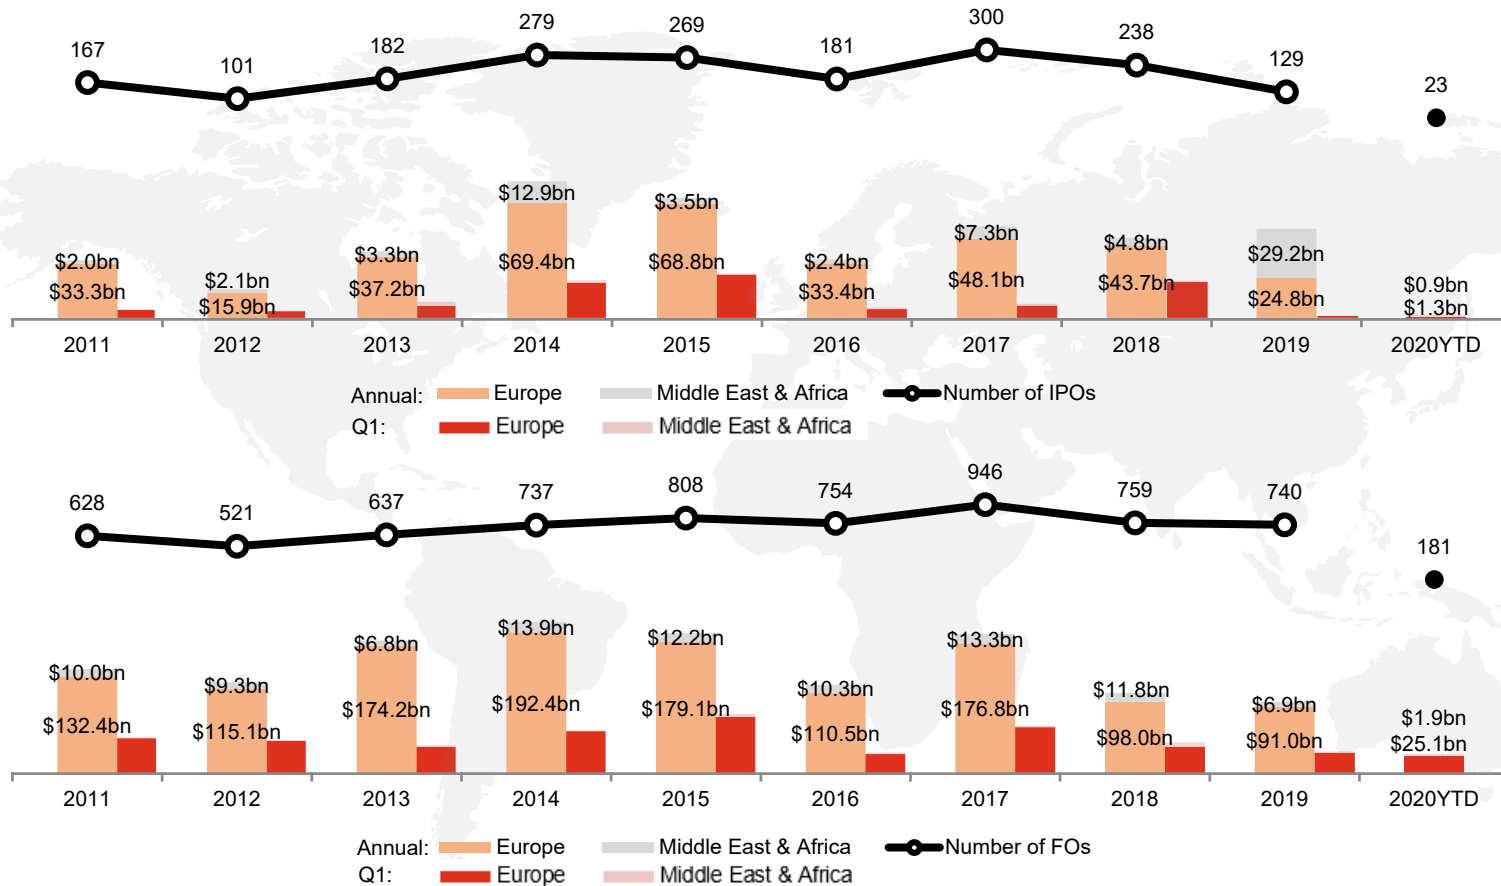 167 101 182 279 269 181 300 238 129 23
$2.0bn $2.1bn $3.3bn $12.9bn $3.5bn $2.4bn $7.3bn $4.8bn $29.2bn $0.9bn
$33.3bn $15.9bn $37.2bn $69.4bn $68.8bn $33.4bn $48.1bn $43.7bn $24.8bn $1.3bn
2011 2012 2013 2014 2015 2016 2017 2018 2019 2020YTD
Annual: Europe Middle East & Africa Number of IPOs
Q1: Europe Middle East & Africa
628 521 637 737 808 754 946 759 740 181
$10.0bn $9.3bn $6.8bn $13.9bn $12.2bn $10.3bn $13.3bn $11.8bn $6.9bn $1.9bn
$132.4bn $115.1bn $174.2bn $192.4bn $179.1bn $110.5bn $176.8bn $98.0bn $91.0bn $25.1bn
2011 2012 2013 2014 2015 2016 2017 2018 2019 2020YTD
Annual: Europe Middle East & Africa Number of FOs
Q1: Europe Middle East & Africa